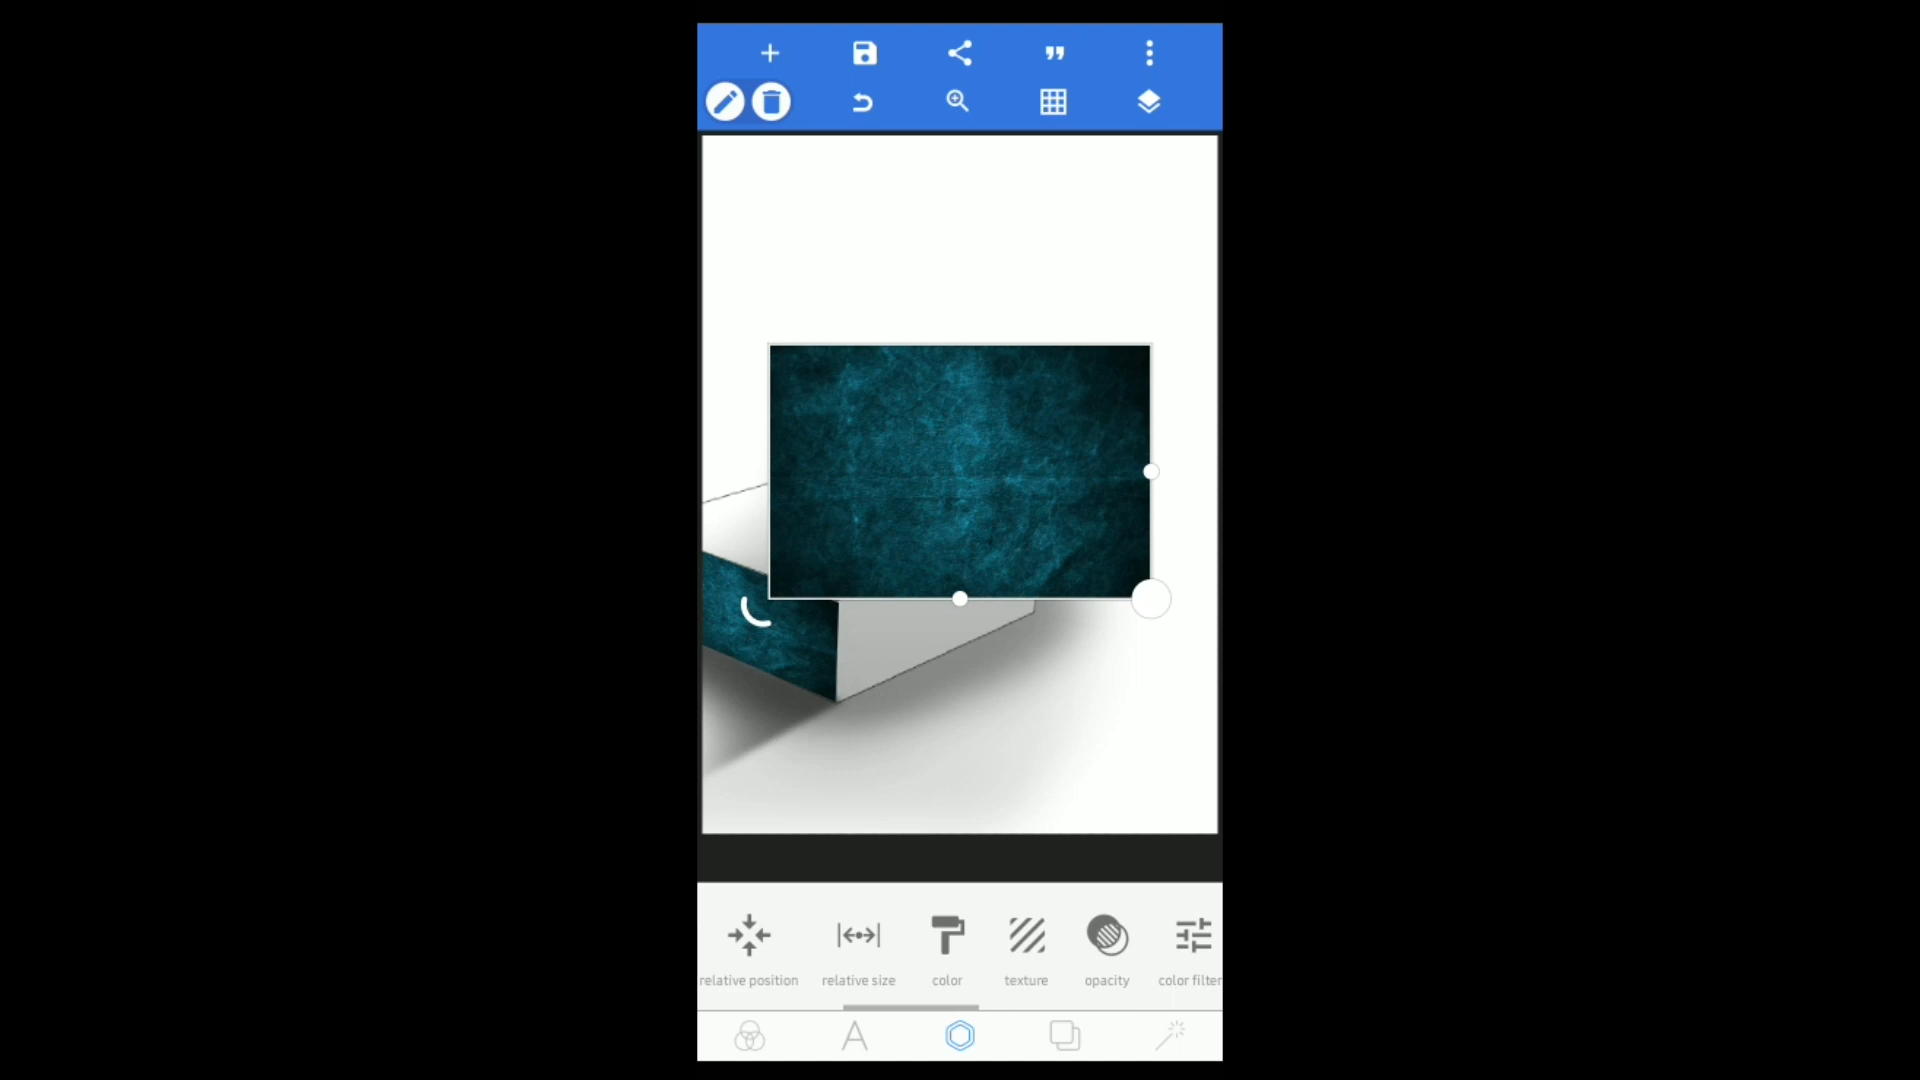 relative position
relative size
color
texture
opacity
color filter